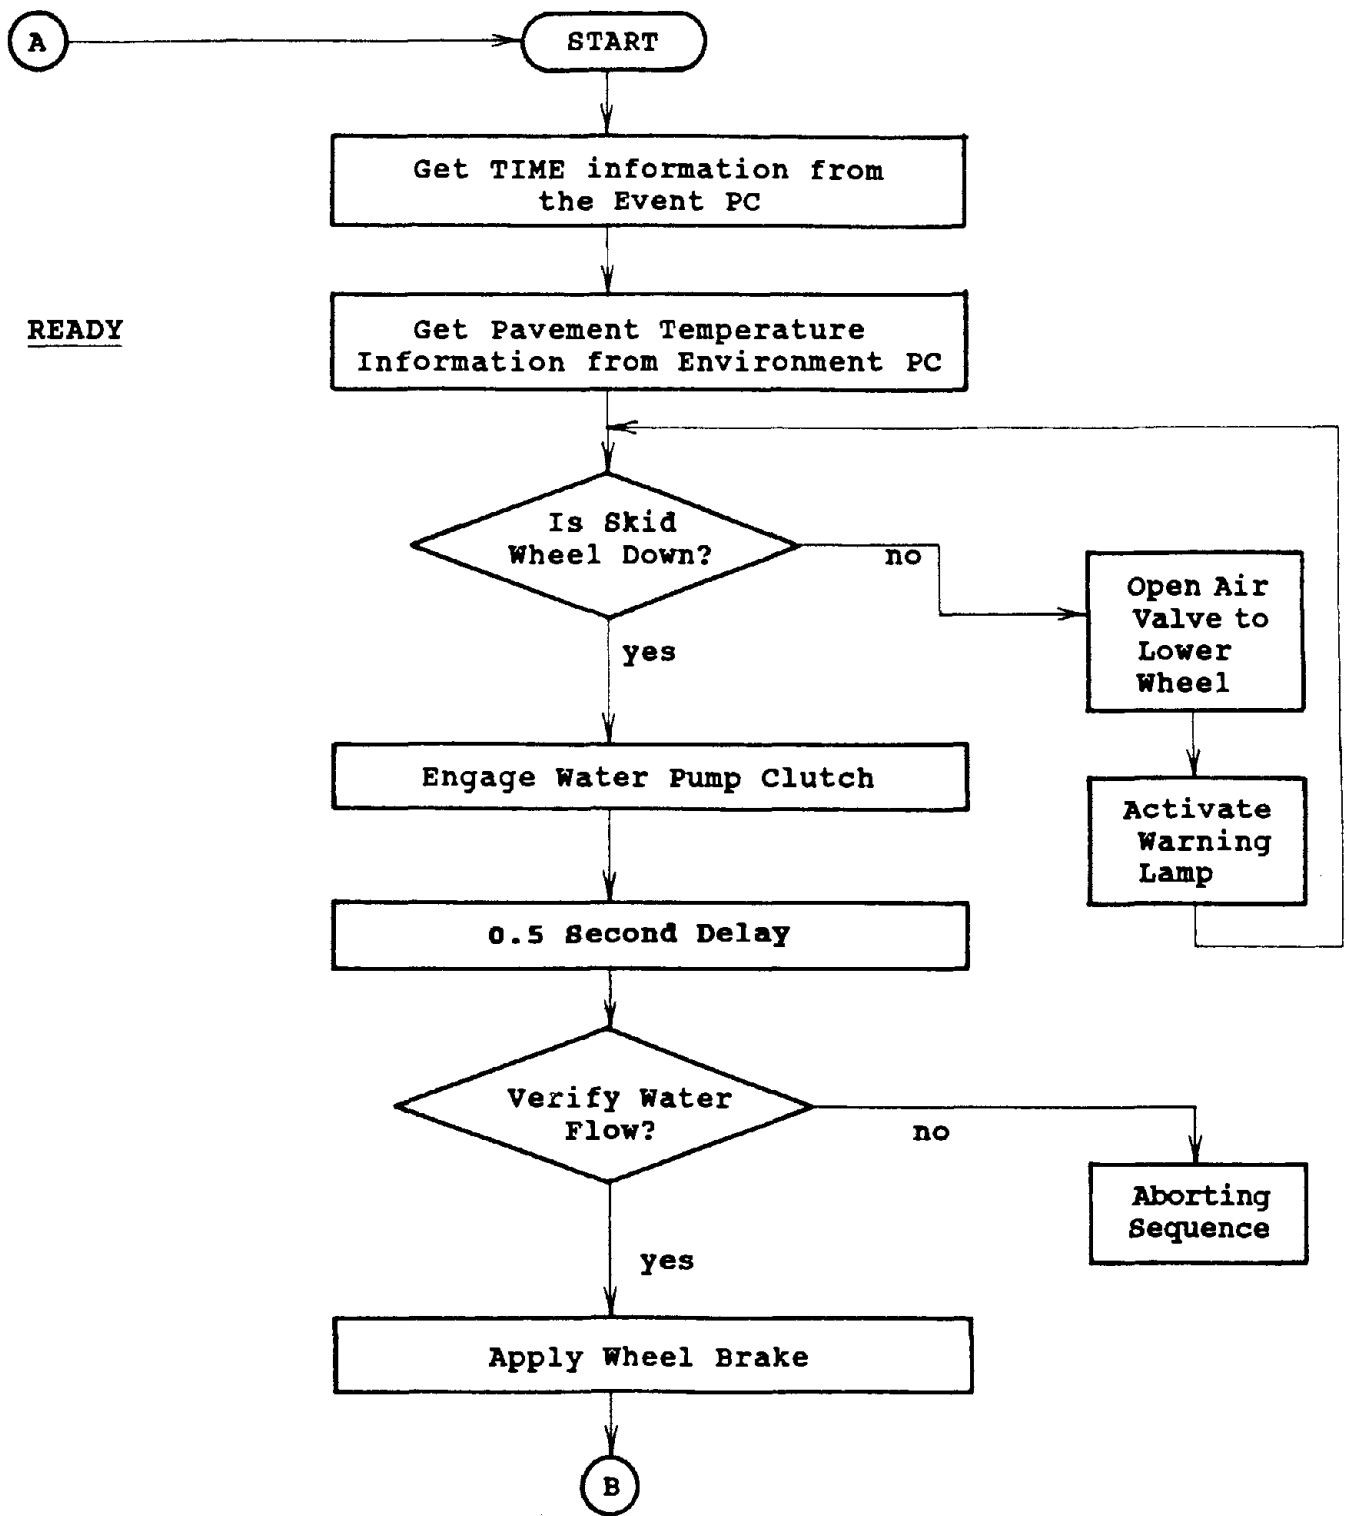 A
START
Get TIME information from
the Event PC
READY
Get Pavement Temperature
Information from Environment PC
Is Skid
Wheel Down?
no
Open Air
Valve to
Lower
Wheel
yes
Engage Water Pump Clutch
Activate
Warning
Lamp
0.5 Second Delay
Verify Water
Flow?
no
Aborting
Sequence
yes
Apply Wheel Brake
B